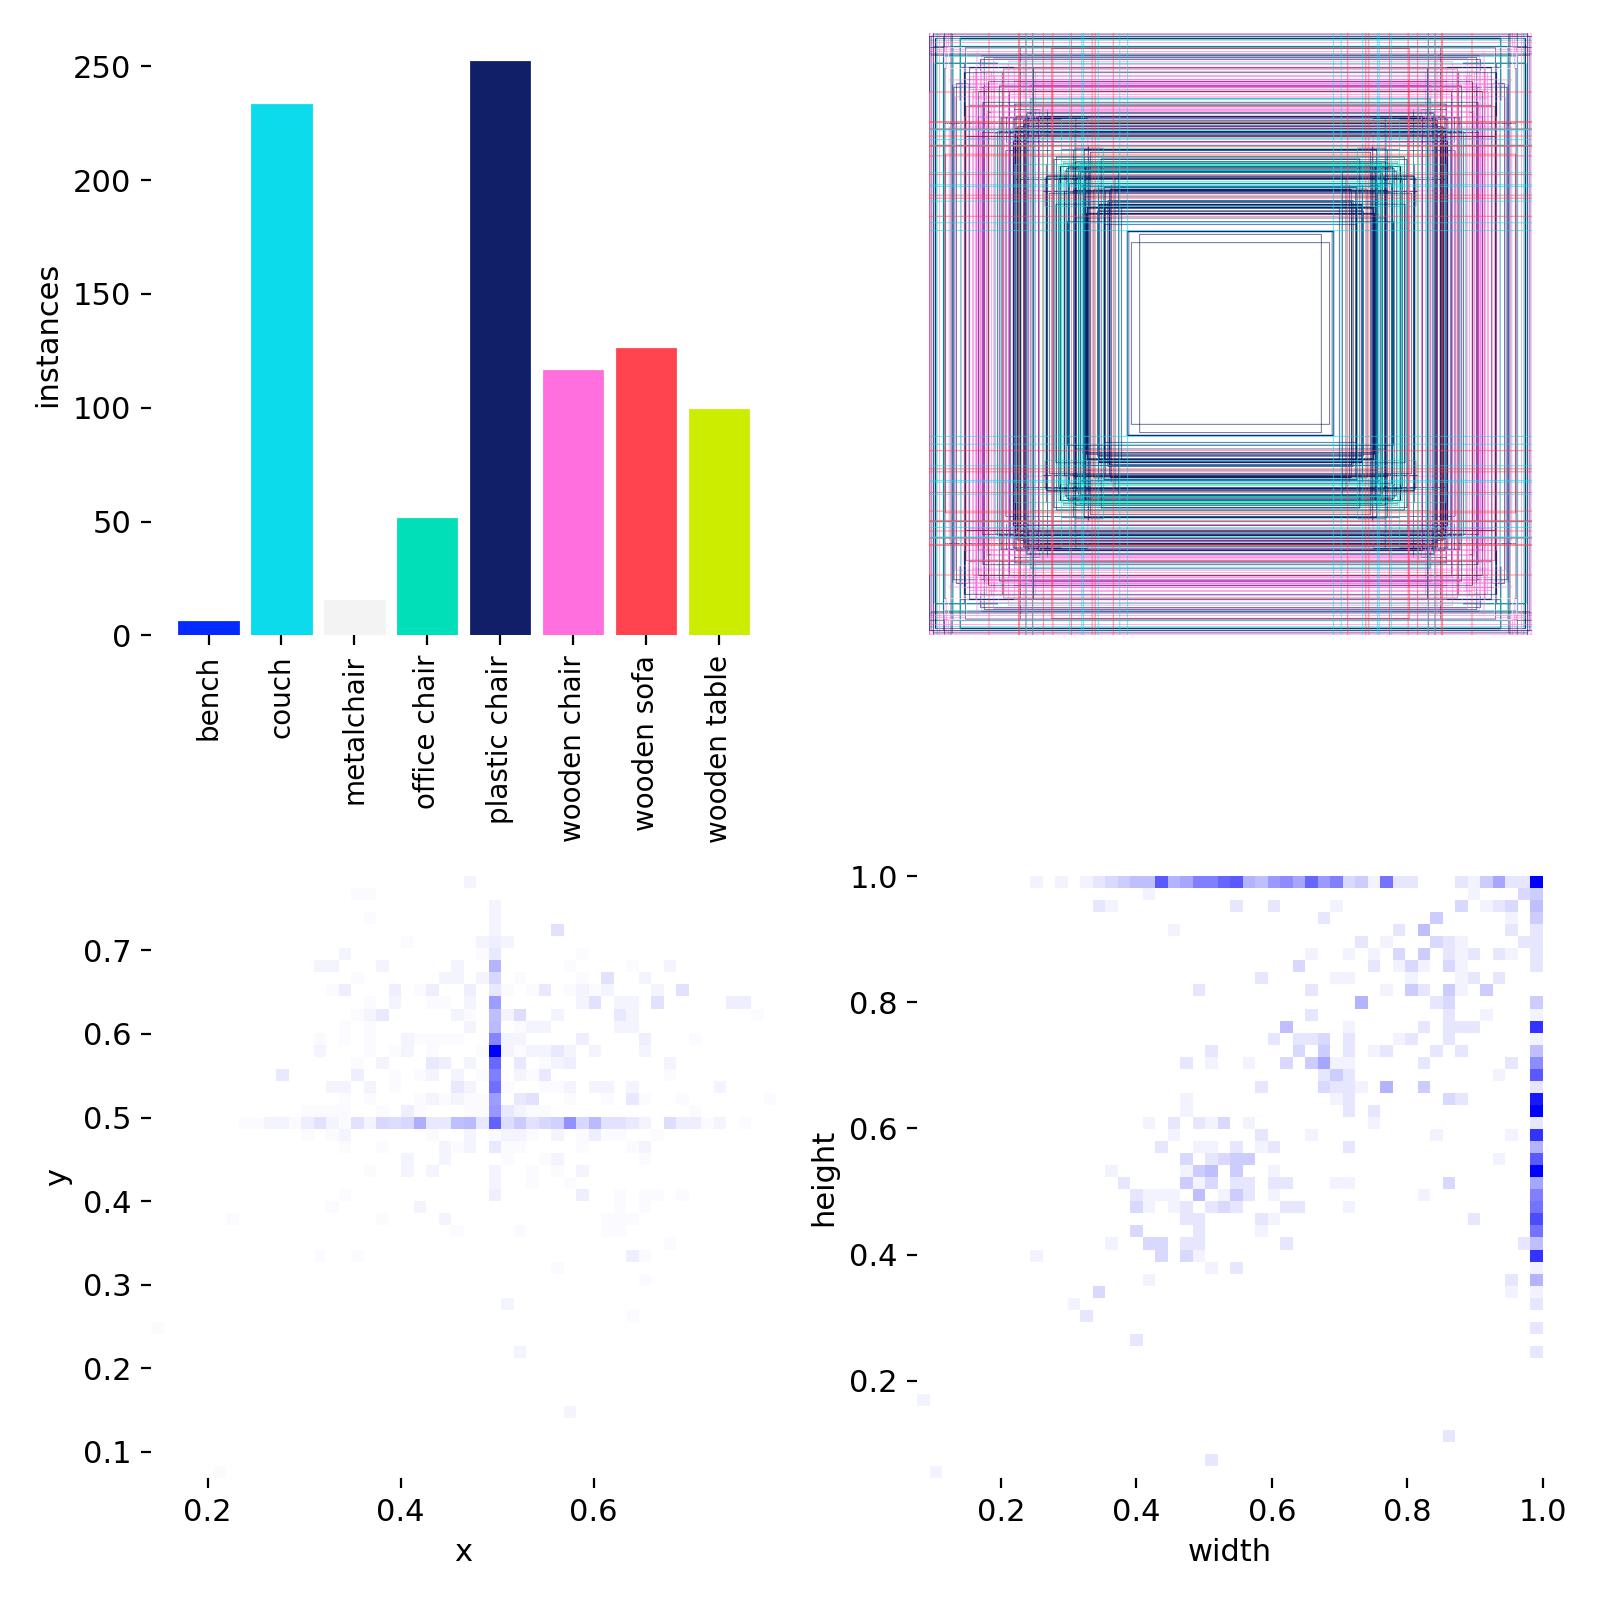 250
200
150
100
50
0
instances
bench
couch
metalchair
office chair
plastic chair
wooden chair
wooden sofa
wooden table
0.7
0.6
0.5
0.4
0.3
0.2
0.1
y
0.2
0.4
0.6
x
1.0
0.8
0.6
0.4
0.2
height
0.2
0.4
0.6
0.8
1.0
width